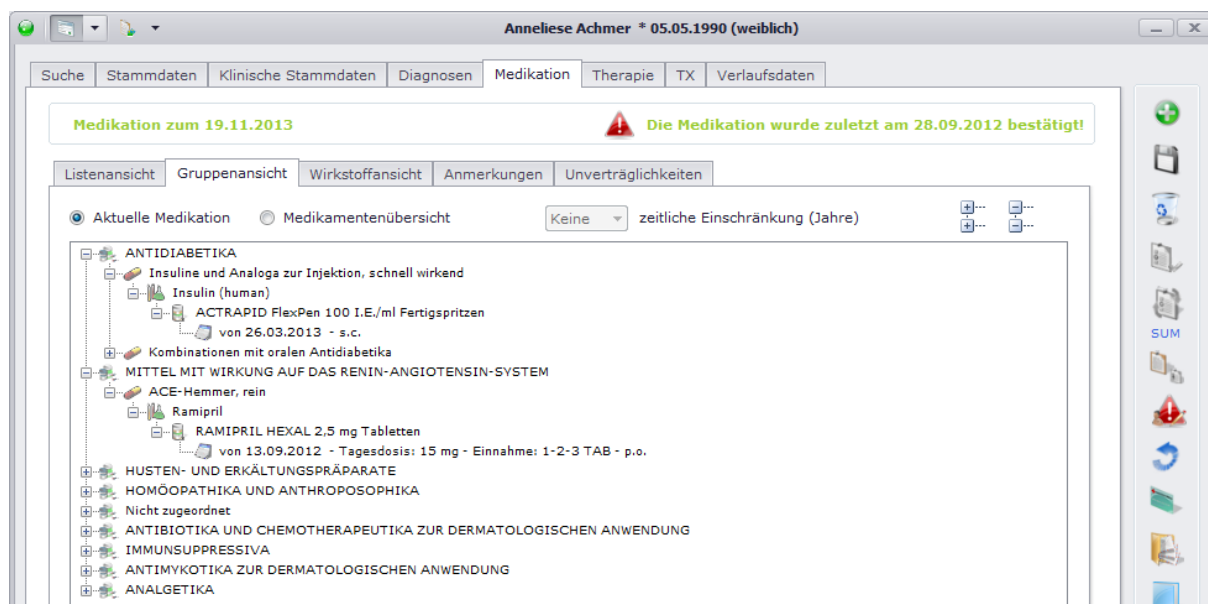 Anneliese Achmer * 05.05.1990 (weiblich)
Suche Stammdaten Klinische Stammdaten Diagnosen Medikation Therapie TX Verlaufsdaten
Medikation zum 19.11.2013 Die Medikation wurde zuletzt am 28.09.2012 bestätigt!
Listenansicht Gruppenansicht Wirkstoffansicht Anmerkungen Unverträglichkeiten
Aktuelle Medikation Medikamentenübersicht Keine zeitliche Einschränkung (Jahre)
ANTIDIABETIKA
Insuline und Analoga zur Injektion, schnell wirkend
Insulin (human)
ACTRAPID FlexPen 100 I.E./ml Fertigspritzen
von 26.03.2013 - s.c.
SUM
Kombinationen mit oralen Antidiabetika
MITTEL MIT WIRKUNG AUF DAS RENIN-ANGIOTENSIN-SYSTEM
ACE-Hemmer, rein
Ramipril
RAMIPRIL HEXAL 2,5 mg Tabletten
von 13.09.2012 - Tagesdosis: 15 mg - Einnahme: 1-2-3 TAB - p.o.
HUSTEN- UND ERKÄLTUNGSPRÄPARATE
HOMÖOPATHIKA UND ANTHROPOSOPHIKA
Nicht zugeordnet
ANTIBIOTIKA UND CHEMOTHERAPEUTIKA ZUR DERMATOLOGISCHEN ANWENDUNG
IMMUNSUPPRESSIVA
ANTIMYKOTIKA ZUR DERMATOLOGISCHEN ANWENDUNG
ANALGETIKA